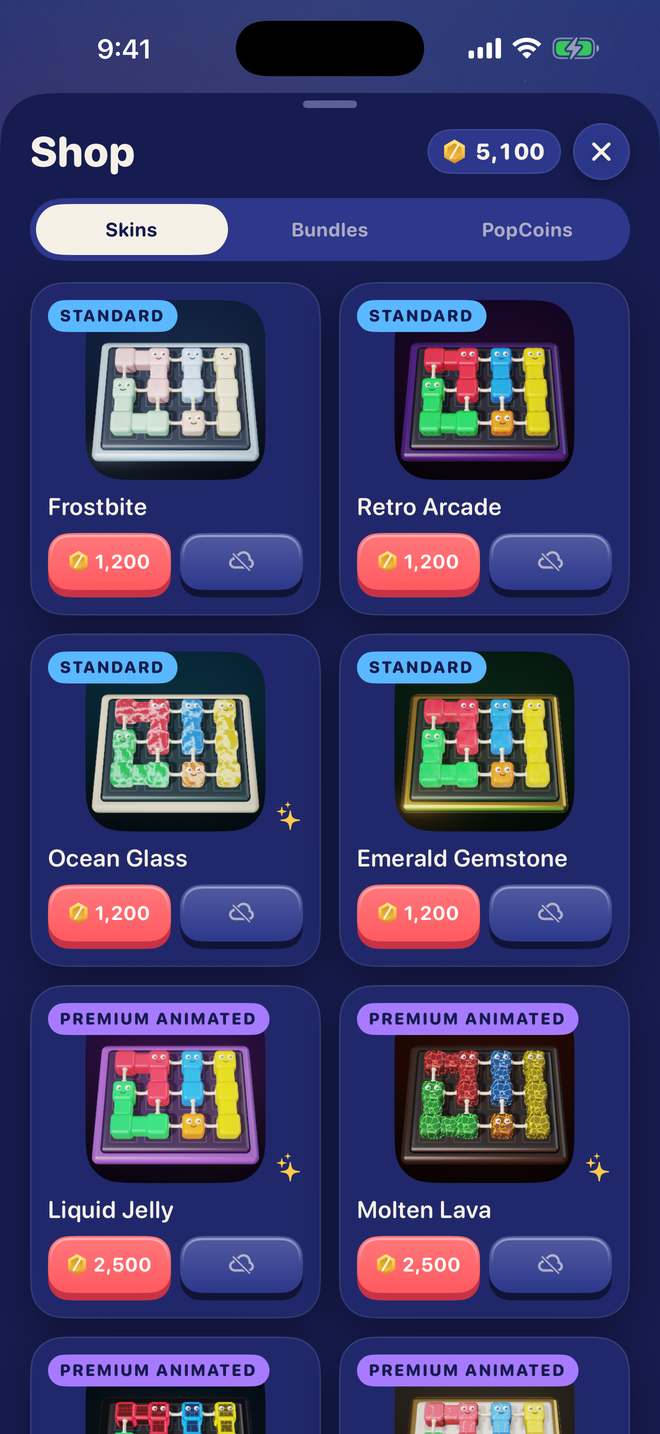 9:41
Shop
5,100
Skins
Bundles
PopCoins
STANDARD
STANDARD
Frostbite
Retro Arcade
1,200
1,200
STANDARD
STANDARD
Ocean Glass
Emerald Gemstone
1,200
1,200
PREMIUM ANIMATED
PREMIUM ANIMATED
Liquid Jelly
Molten Lava
2,500
2,500
PREMIUM ANIMATED
PREMIUM ANIMATED